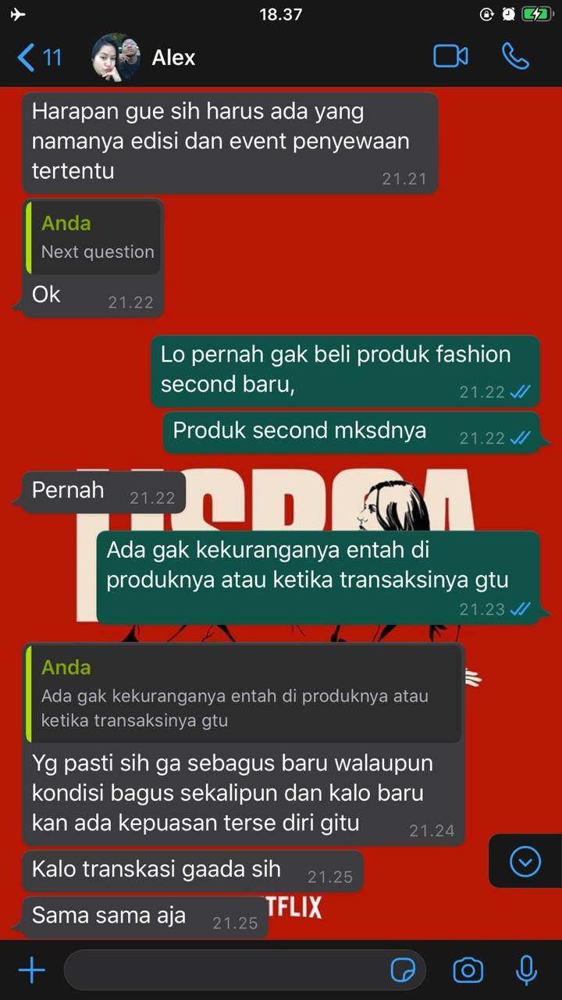 18.37
11
Alex
Harapan gue sih harus ada yang
namanya edisi dan event penyewaan
tertentu
21.21
Anda
Next question
Ok
21.22
Lo pernah gak beli produk fashion
second baru,
21.22
Produk second mksdnya
21.22
Pernah
21.22
Ada gak kekuranganya entah di
produknya atau ketika transaksinya gtu
21.23
Anda
Ada gak kekuranganya entah di produknya atau
ketika transaksinya gtu
Yg pasti sih ga sebagus baru walaupun
kondisi bagus sekalipun dan kalo baru
kan ada kepuasan terse diri gitu
21.24
Kalo transkasi gaada sih
21.25
Sama sama aja
21.25
TFLIX